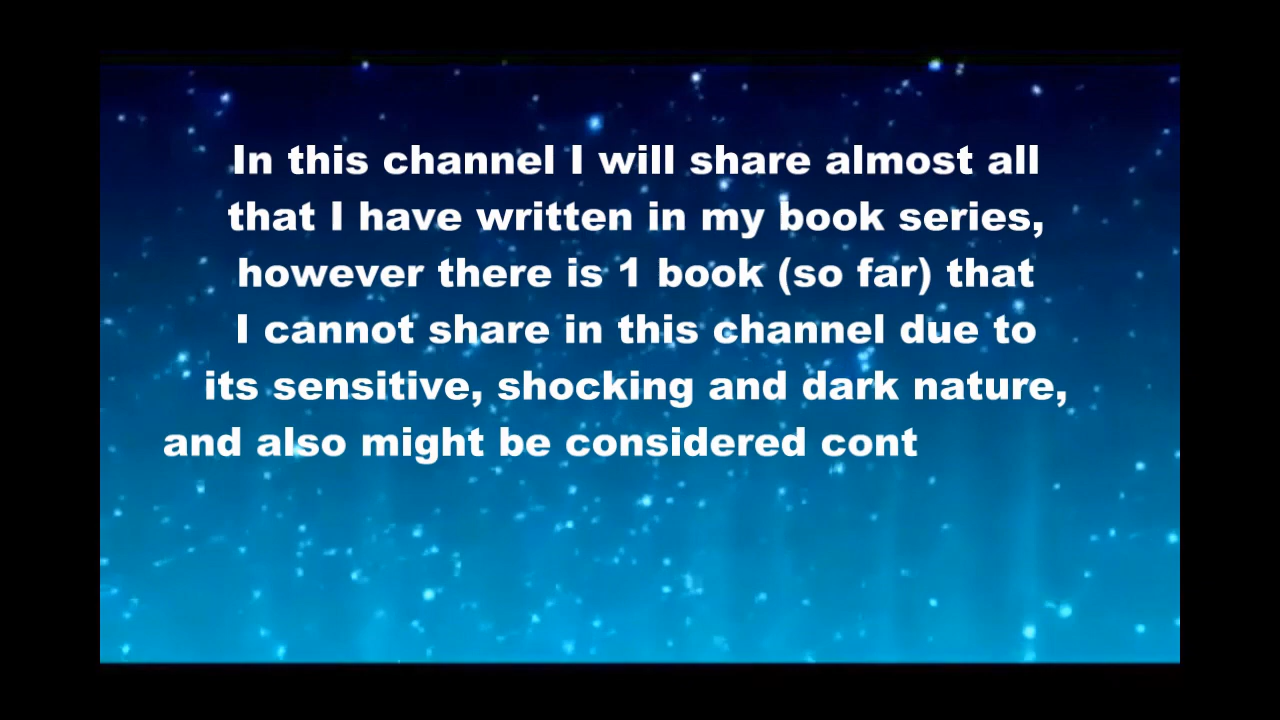 In this channel I will share almost all
that I have written in my book series,
however there is 1 book (so far) that
I cannot share in this channel due to
its sensitive, shocking and dark nature,
and also might be considered cont